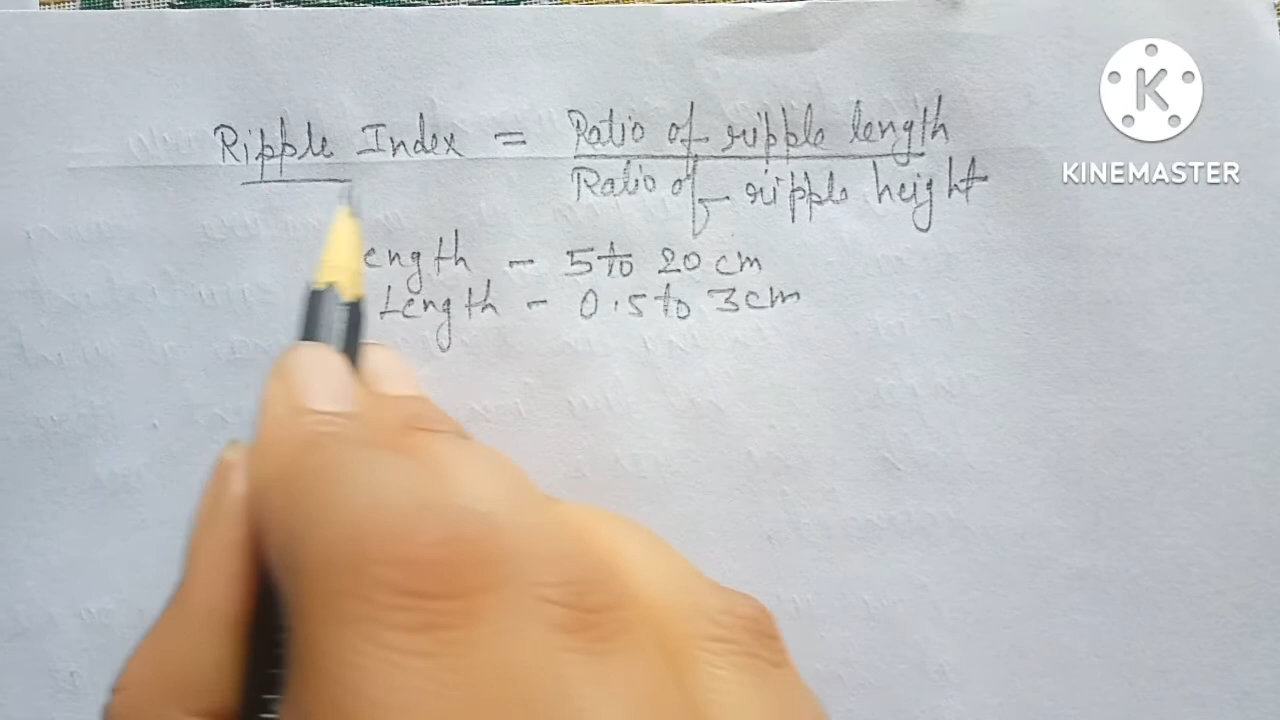 Ripple Index = Ratio of ripple length
Ratio of ripple height
ength - 5 to 20 cm
Length - 0.5 to 3cm
K
KINEMASTER